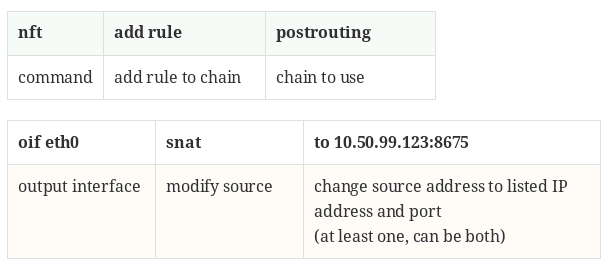 nft add rule postrouting
command add rule to chain chain to use
oif eth0 snat to 10.50.99.123:8675
output interface modify source change source address to listed IP
address and port
(at least one, can be both)